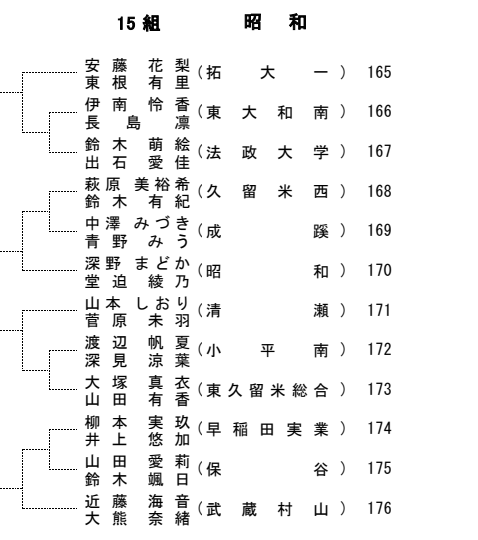 15 組 昭 和
安 藤 花 梨
東 根 有 里 (拓 大 一) 165
伊 南 怜 香
長 島 凛 (東 大 和 南) 166
鈴 木 萌 絵
出 石 愛 佳 (法 政 大 学) 167
萩 原 美 裕 希
鈴 木 有 紀 (久 留 米 西) 168
中 澤 み づ き
青 野 み う (成 蹊) 169
深 野 ま ど か
堂 迫 綾 乃 (昭 和) 170
山 本 し お り
菅 原 未 羽 (清 瀬) 171
渡 辺 帆 夏
深 見 涼 葉 (小 平 南) 172
大 塚 真 衣
山 田 有 香 (東 久 留 米 総 合) 173
柳 本 実 玖
井 上 悠 加 (早 稲 田 実 業) 174
山 田 愛 莉
鈴 木 颯 日 (保 谷) 175
近 藤 海 音
大 熊 奈 緒 (武 蔵 村 山) 176